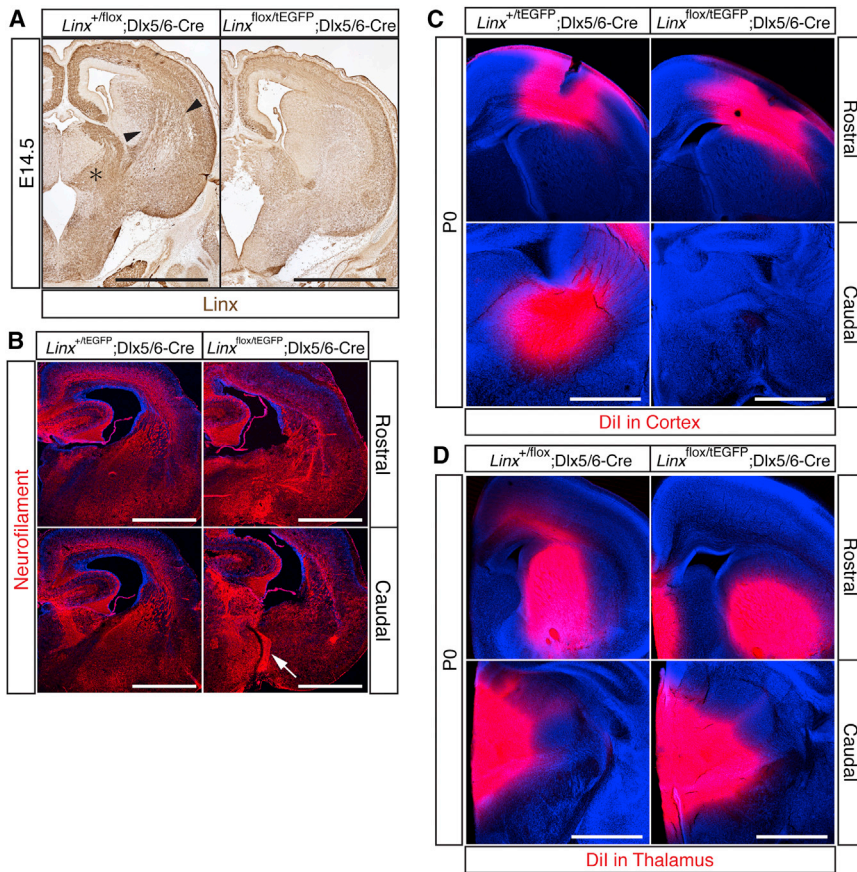 A
Linx+/flox;Dlx5/6-Cre
Linxflox/tEGFP;Dlx5/6-Cre
E14.5
*
Linx
B
Linx+/tEGFP;Dlx5/6-Cre
Linxflox/tEGFP;Dlx5/6-Cre
Neurofilament
Rostral
Caudal
C
Linx+/tEGFP;Dlx5/6-Cre
Linxflox/tEGFP;Dlx5/6-Cre
P0
Rostral
Caudal
DiI in Cortex
D
Linx+/flox;Dlx5/6-Cre
Linxflox/tEGFP;Dlx5/6-Cre
P0
Rostral
Caudal
DiI in Thalamus